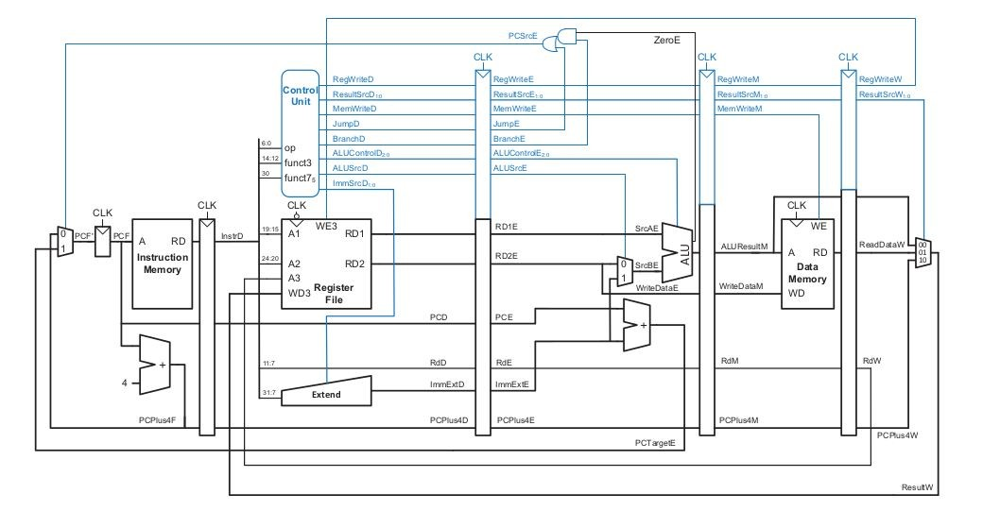 PCSrcE
ZeroE
CLK
CLK
CLK
Control
Unit
RegWriteD
RegWriteE
RegWriteM
RegWriteW
ResultSrcD1:0
ResultSrcE1:0
ResultSrcM1:0
ResultSrcW1:0
MemWriteD
MemWriteE
MemWriteM
JumpD
JumpE
BranchD
BranchE
6:0
op
ALUControlD2:0
ALUControlE2:0
14:12
funct3
ALUSrcD
ALUSrcE
30
funct75
ImmSrcD1:0
CLK
CLK
CLK
CLK
0
1
PCF'
PCF
A
RD
Instruction
Memory
InstrD
19:15
A1
WE3
RD1
RD1E
SrcAE
24:20
A2
RD2
RD2E
A3
WD3
Register
File
0
1
SrcBE
ALU
ALUResultM
WE
A
RD
Data
Memory
WD
ReadDataW
00
01
10
WriteDataE
WriteDataM
PCD
PCE
+
+
4
11:7
RdD
RdE
RdM
RdW
31:7
Extend
ImmExtD
ImmExtE
PCPlus4F
PCPlus4D
PCPlus4E
PCPlus4M
PCPlus4W
PCTargetE
ResultW